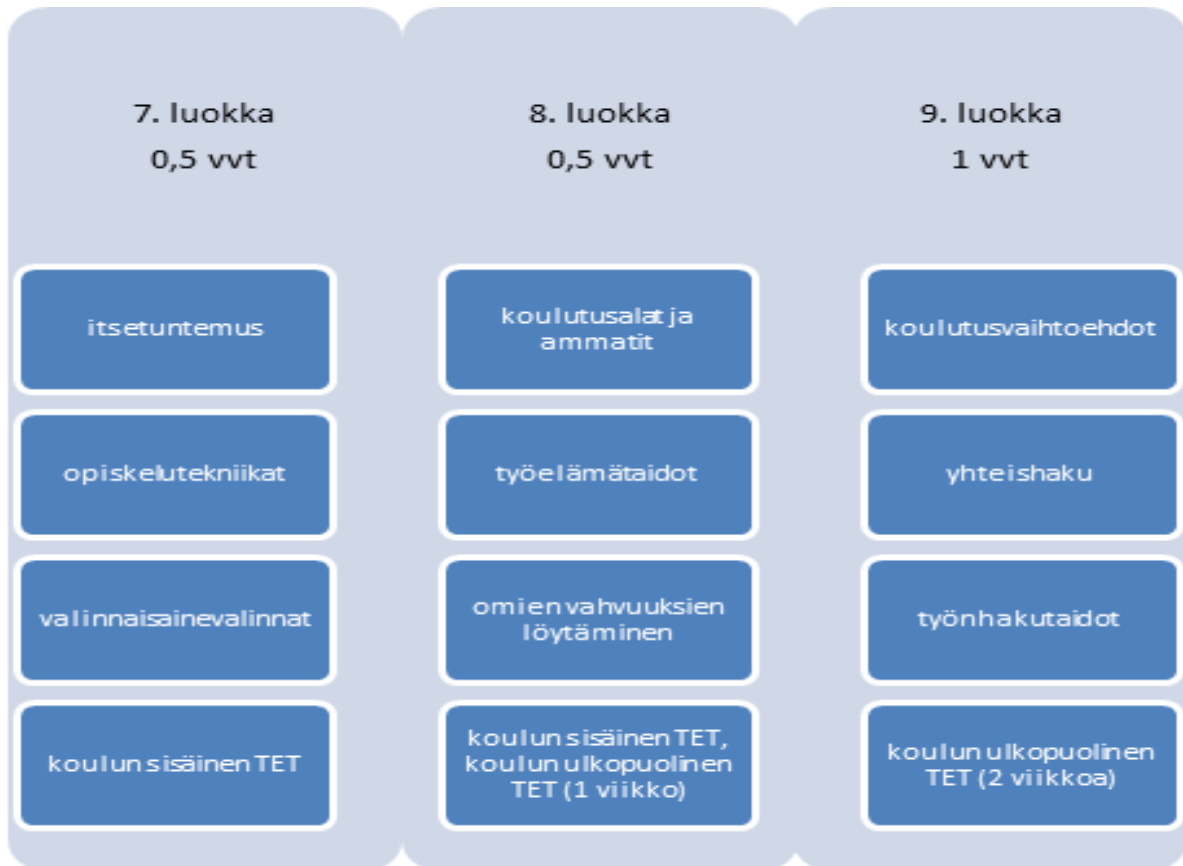 7. luokka
0,5 vvt
itsetuntemus
opiskelutekniikat
valinnaisainevalinnat
koulun sisäinen TET
8. luokka
0,5 vvt
koulutusalat ja
ammatit
työelämätaidot
omien vahvuuksien
löytäminen
koulun sisäinen TET,
koulun ulkopuolinen
TET (1 viikko)
9. luokka
1 vvt
koulutusvaihtoehdot
yhteishaku
työnhakutaidot
koulun ulkopuolinen
TET (2 viikkoa)